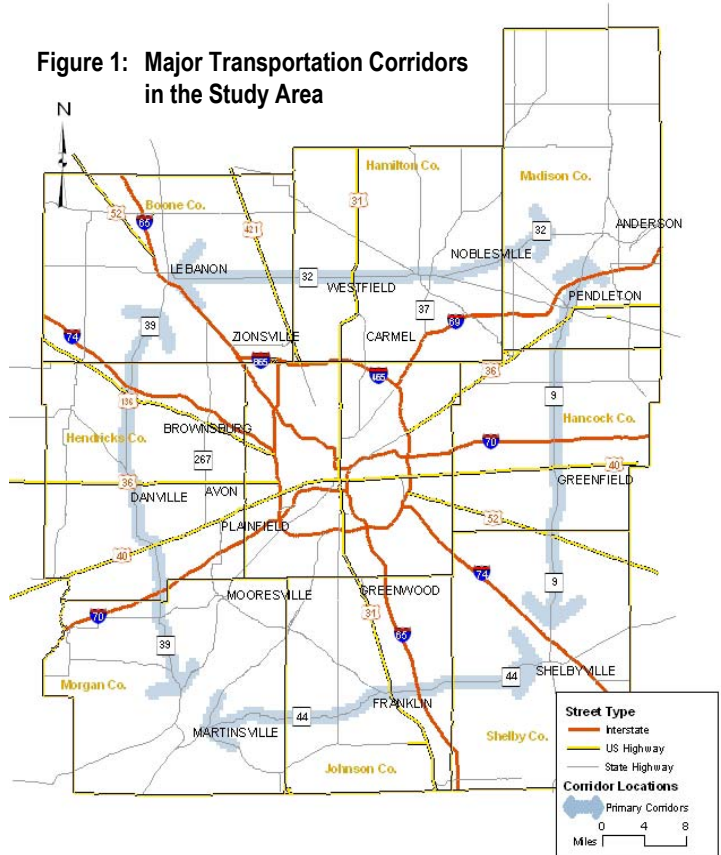 Figure 1: Major Transportation Corridors
in the Study Area
N
Hamilton Co.
Madison Co.
Boone Co.
31
52
65
421
ANDERSON
32
NOBLESVILLE
LEBANON
32
WESTFIELD
PENDLETON
37
39
69
74
ZIONSVILLE
CARMEL
865
465
36
9
136
Hancock Co.
BROWNSBURG
Hendricks Co.
70
267
40
36
GREENFIELD
DANVILLE
AVON
52
PLAINFIELD
40
74
9
MOORESVILLE
GREENWOOD
70
31
65
39
SHELBYVILLE
44
Morgan Co.
FRANKLIN
44
MARTINSVILLE
Shelby Co.
Johnson Co.
Street Type
Interstate
US Highway
State Highway
Corridor Locations
Primary Corridors
0 4 8
Miles